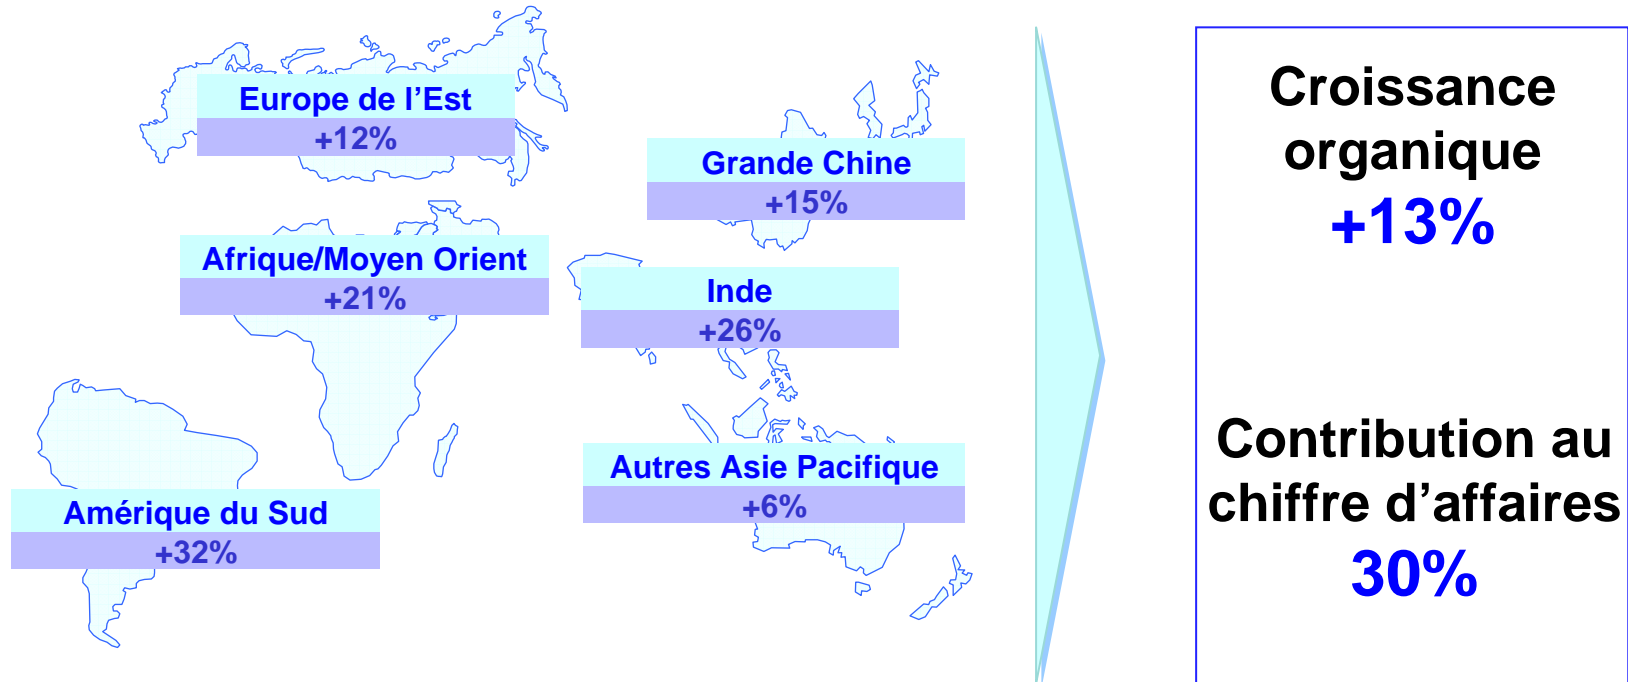 Europe de l’Est
+12%
Grande Chine
+15%
Afrique/Moyen Orient
+21%
Inde
+26%
Autres Asie Pacifique
+6%
Amérique du Sud
+32%
Croissance
organique
+13%
Contribution au
chiffre d’affaires
30%